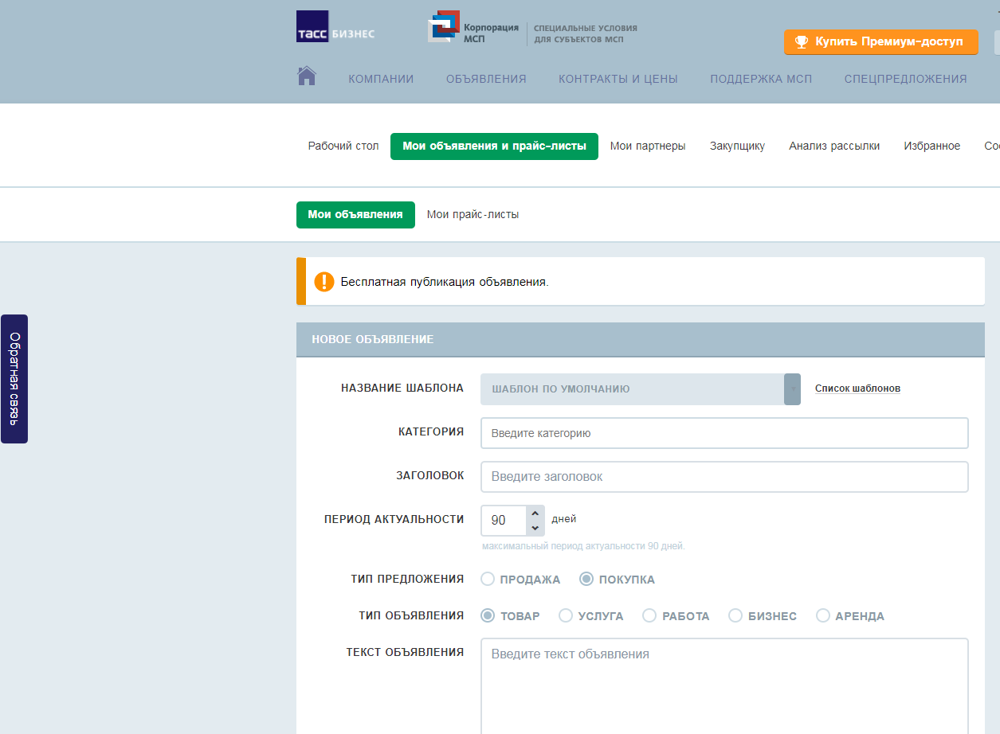 тасс БИЗНЕС
Корпорация МСП
СПЕЦИАЛЬНЫЕ УСЛОВИЯ
ДЛЯ СУБЪЕКТОВ МСП
Купить Премиум-доступ
КОМПАНИИ ОБЪЯВЛЕНИЯ КОНТРАКТЫ И ЦЕНЫ ПОДДЕРЖКА МСП СПЕЦПРЕДЛОЖЕНИЯ
Рабочий стол Мои объявления и прайс-листы Мои партнеры Закупщику Анализ рассылки Избранное
Мои объявления Мои прайс-листы
Бесплатная публикация объявления.
Обратная связь
НОВОЕ ОБЪЯВЛЕНИЕ
НАЗВАНИЕ ШАБЛОНА ШАБЛОН ПО УМОЛЧАНИЮ Список шаблонов
КАТЕГОРИЯ Введите категорию
ЗАГОЛОВОК Введите заголовок
ПЕРИОД АКТУАЛЬНОСТИ 90 дней
максимальный период актуальности 90 дней.
ТИП ПРЕДЛОЖЕНИЯ ПРОДАЖА ПОКУПКА
ТИП ОБЪЯВЛЕНИЯ ТОВАР УСЛУГА РАБОТА БИЗНЕС АРЕНДА
ТЕКСТ ОБЪЯВЛЕНИЯ Введите текст объявления